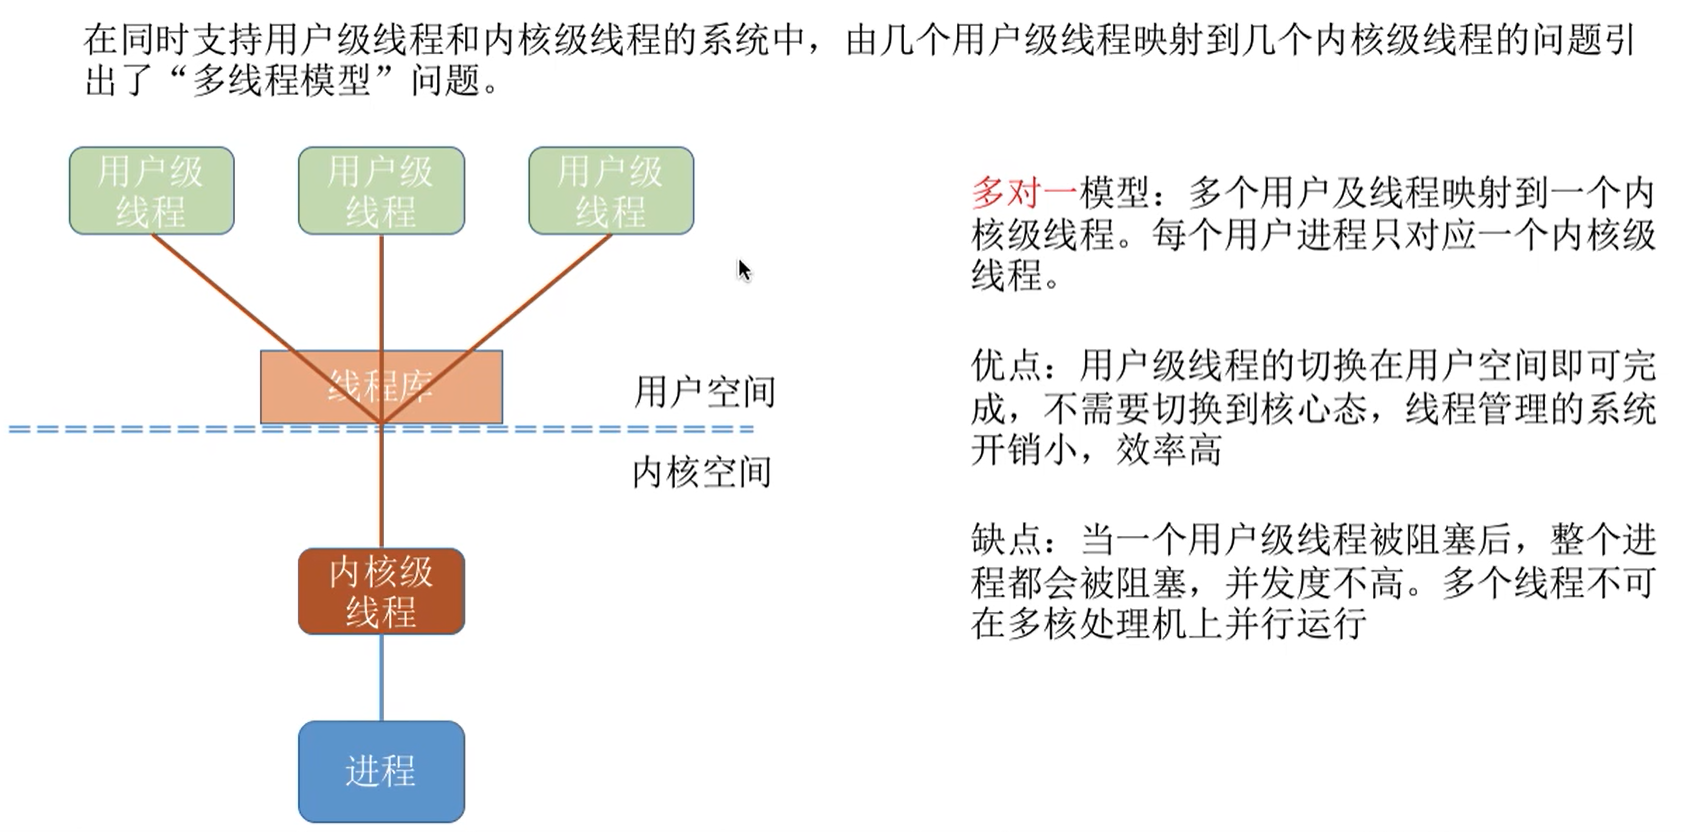 在同时支持用户级线程和内核级线程的系统中，由几个用户级线程映射到几个内核级线程的问题引
出了“多线程模型”问题。
用户级
线程
用户级
线程
用户级
线程
线程库
用户空间
内核空间
内核级
线程
进程
多对一模型：多个用户及线程映射到一个内
核级线程。每个用户进程只对应一个内核级
线程。
优点：用户级线程的切换在用户空间即可完
成，不需要切换到核心态，线程管理的系统
开销小，效率高
缺点：当一个用户级线程被阻塞后，整个进
程都会被阻塞，并发度不高。多个线程不可
在多核处理机上并行运行